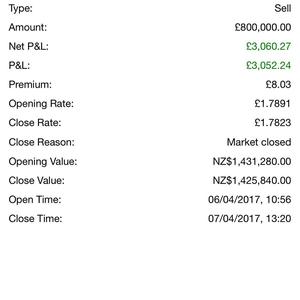 Type: Sell
Amount: £800,000.00
Net P&L: £3,060.27
P&L: £3,052.24
Premium: £8.03
Opening Rate: £1.7891
Close Rate: £1.7823
Close Reason: Market closed
Opening Value: NZ$1,431,280.00
Close Value: NZ$1,425,840.00
Open Time: 06/04/2017, 10:56
Close Time: 07/04/2017, 13:20